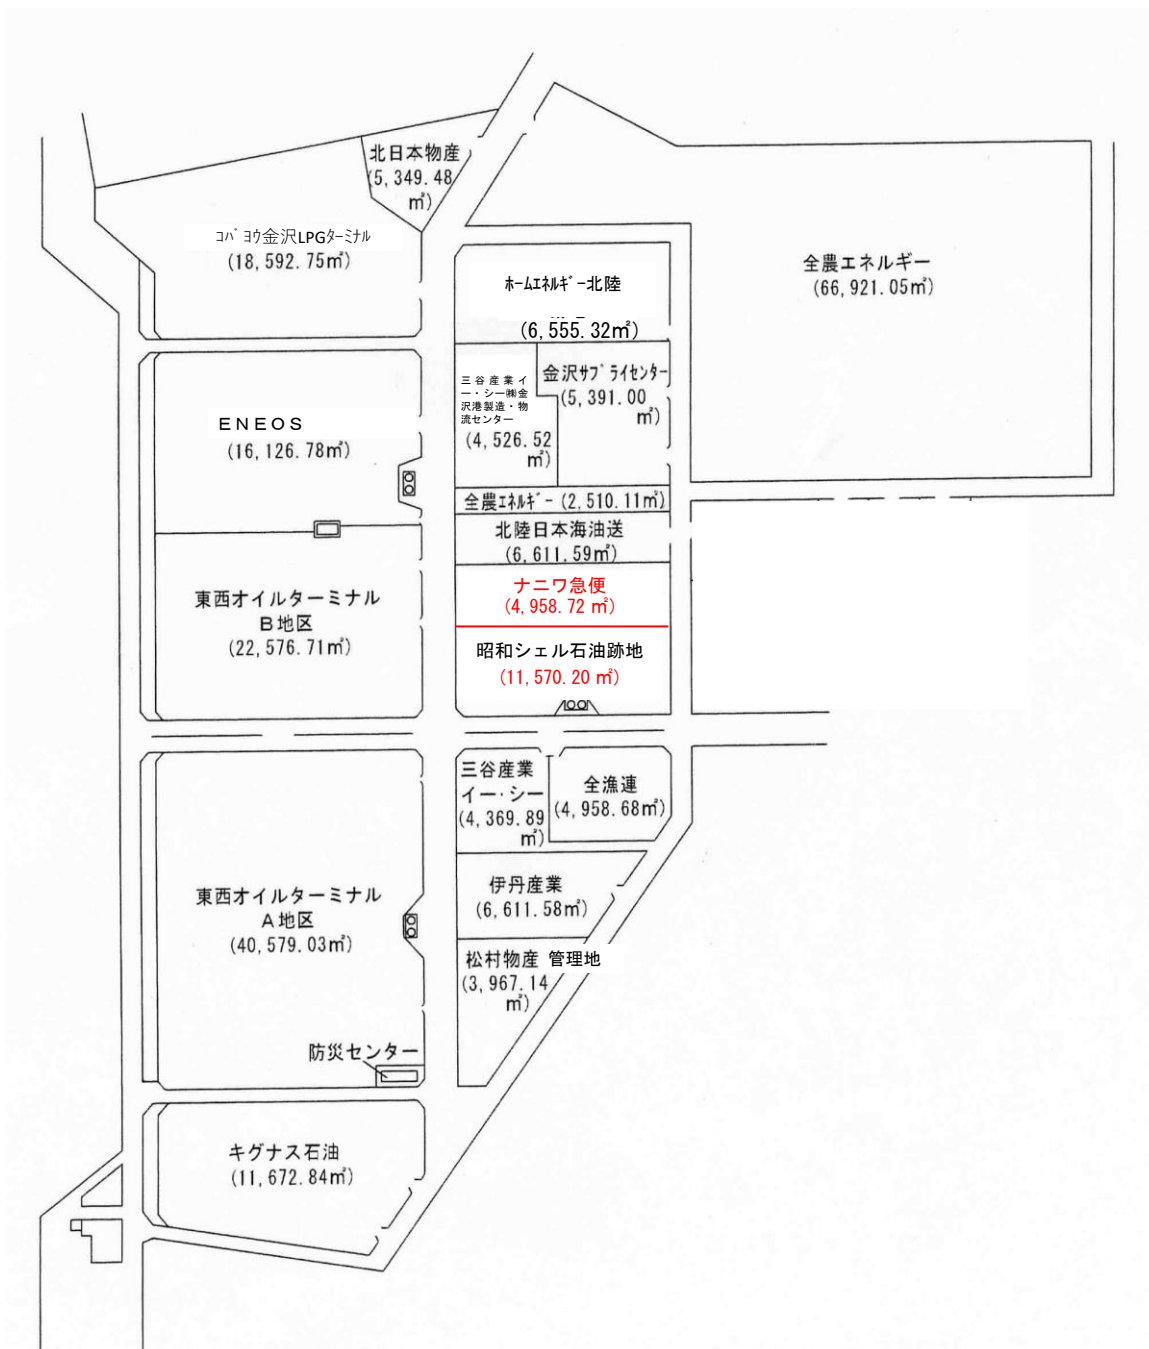 北日本物産
(5,349.48
㎡)
ｺﾊﾞﾖｳ金沢LPGﾀｰﾐﾅﾙ
(18,592.75㎡)
ホームエネルギー北陸
(6,555.32㎡)
全農エネルギー
(66,921.05㎡)
三谷産業イ
ー・シー㈱金
沢港製造・物
流センター
(4,526.52
㎡)
金沢ｻﾌﾟﾗｲｾﾝﾀｰ
(5,391.00
㎡)
ＥＮＥＯＳ
(16,126.78㎡)
全農ｴﾈﾙｷﾞｰ (2,510.11㎡)
北陸日本海油送
(6,611.59㎡)
ナニワ急便
(4,958.72 ㎡)
東西オイルターミナル
Ｂ地区
(22,576.71㎡)
昭和シェル石油跡地
(11,570.20 ㎡)
三谷産業
イー・シー
(4,369.89
㎡)
全漁連
(4,958.68㎡)
東西オイルターミナル
Ａ地区
(40,579.03㎡)
伊丹産業
(6,611.58㎡)
松村物産 管理地
(3,967.14
㎡)
防災センター
キグナス石油
(11,672.84㎡)